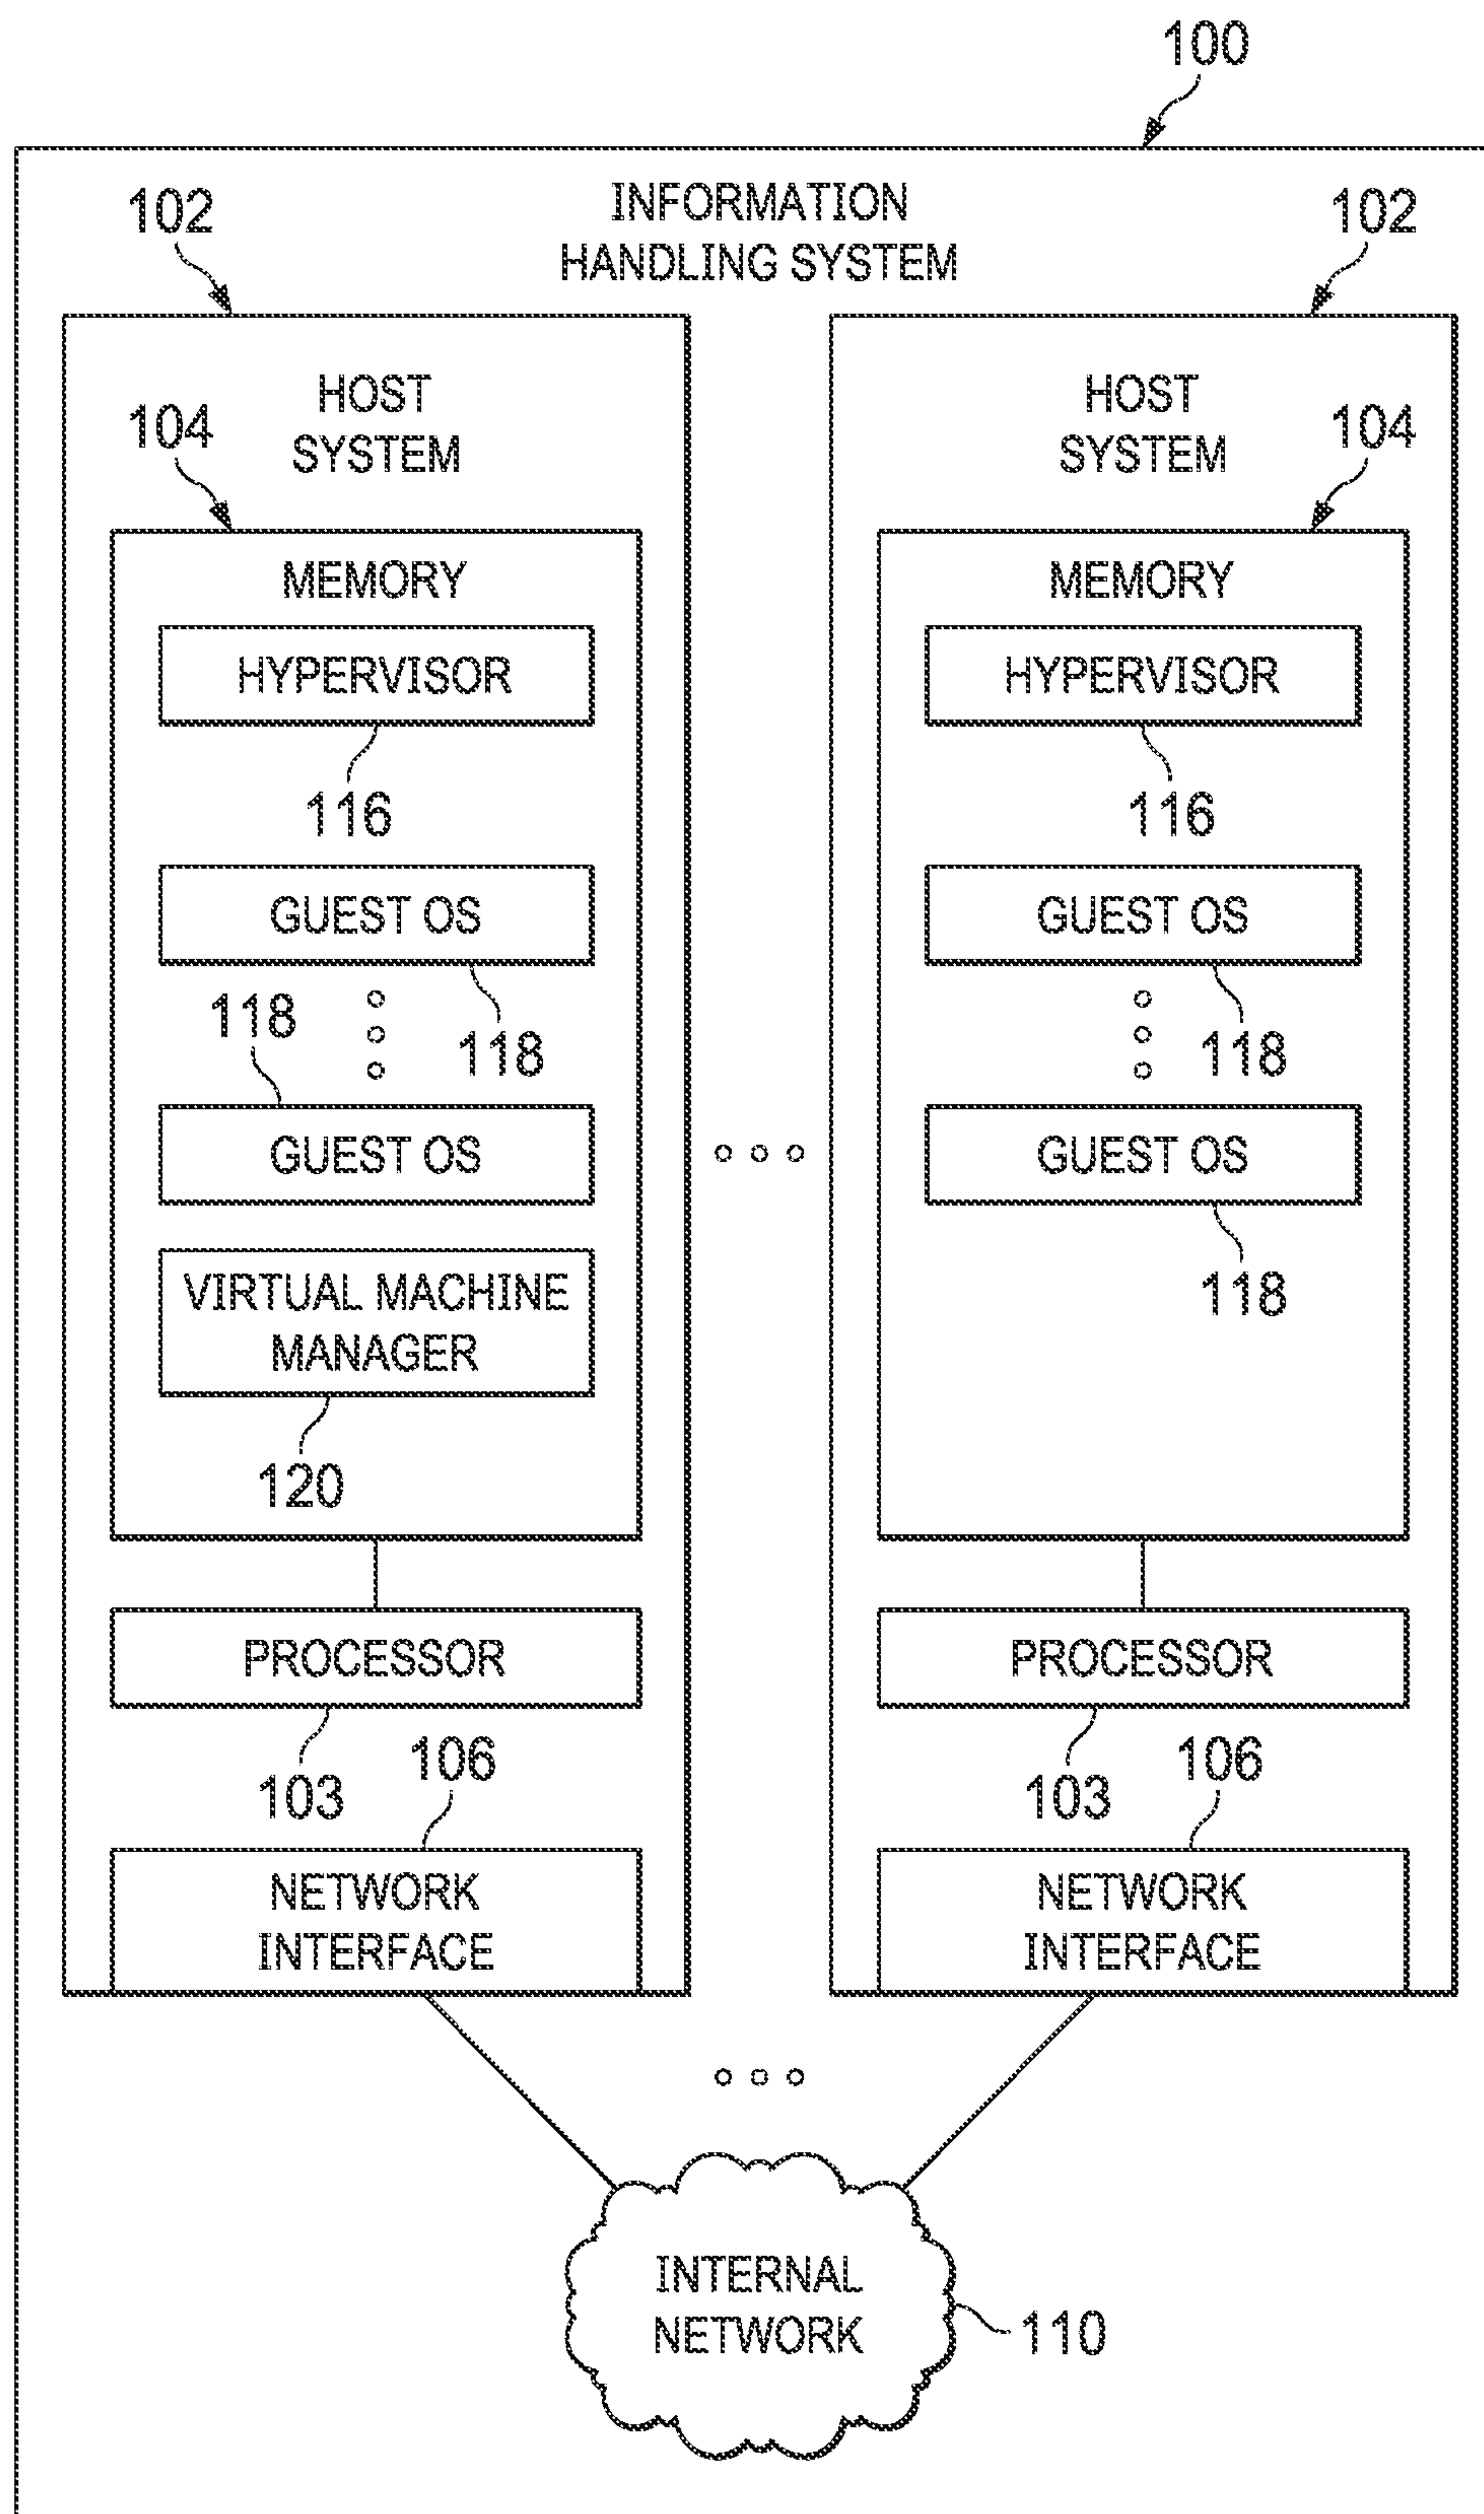 100
INFORMATION
HANDLING SYSTEM
102
102
HOST
SYSTEM
104
MEMORY
HYPERVISOR
116
GUEST OS
118
118
GUEST OS
VIRTUAL MACHINE
MANAGER
120
PROCESSOR
103
106
NETWORK
INTERFACE
HOST
SYSTEM
104
MEMORY
HYPERVISOR
116
GUEST OS
118
GUEST OS
118
PROCESSOR
103
106
NETWORK
INTERFACE
INTERNAL
NETWORK
110